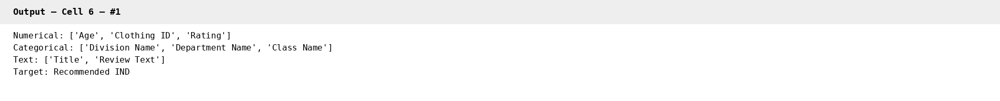 Output — Cell 6 — #1
Numerical: ['Age', 'Clothing ID', 'Rating']
Categorical: ['Division Name', 'Department Name', 'Class Name']
Text: ['Title', 'Review Text']
Target: Recommended IND